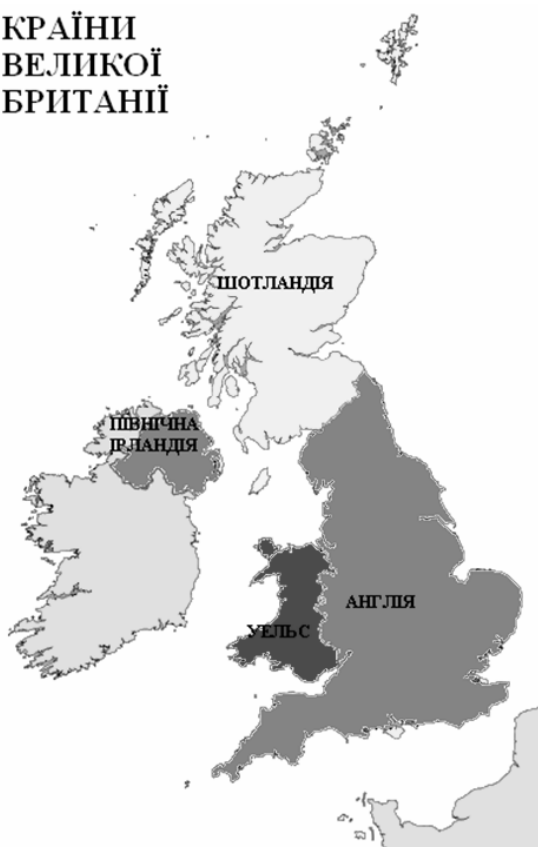 КРАЇНИ
ВЕЛИКОЇ
БРИТАНІЇ
ШОТЛАНДІЯ
ПІВНІЧНА
ІРЛАНДІЯ
АНГЛІЯ
УЕЛЬС